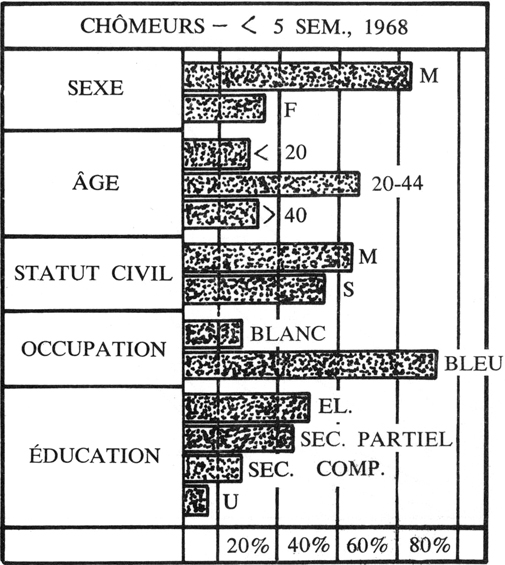 CHÔMEURS – < 5 SEM., 1968
SEXE
M
F
ÂGE
< 20
20-44
> 40
STATUT CIVIL
M
S
OCCUPATION
BLANC
BLEU
ÉDUCATION
EL.
SEC. PARTIEL
SEC. COMP.
U
20% 40% 60% 80%